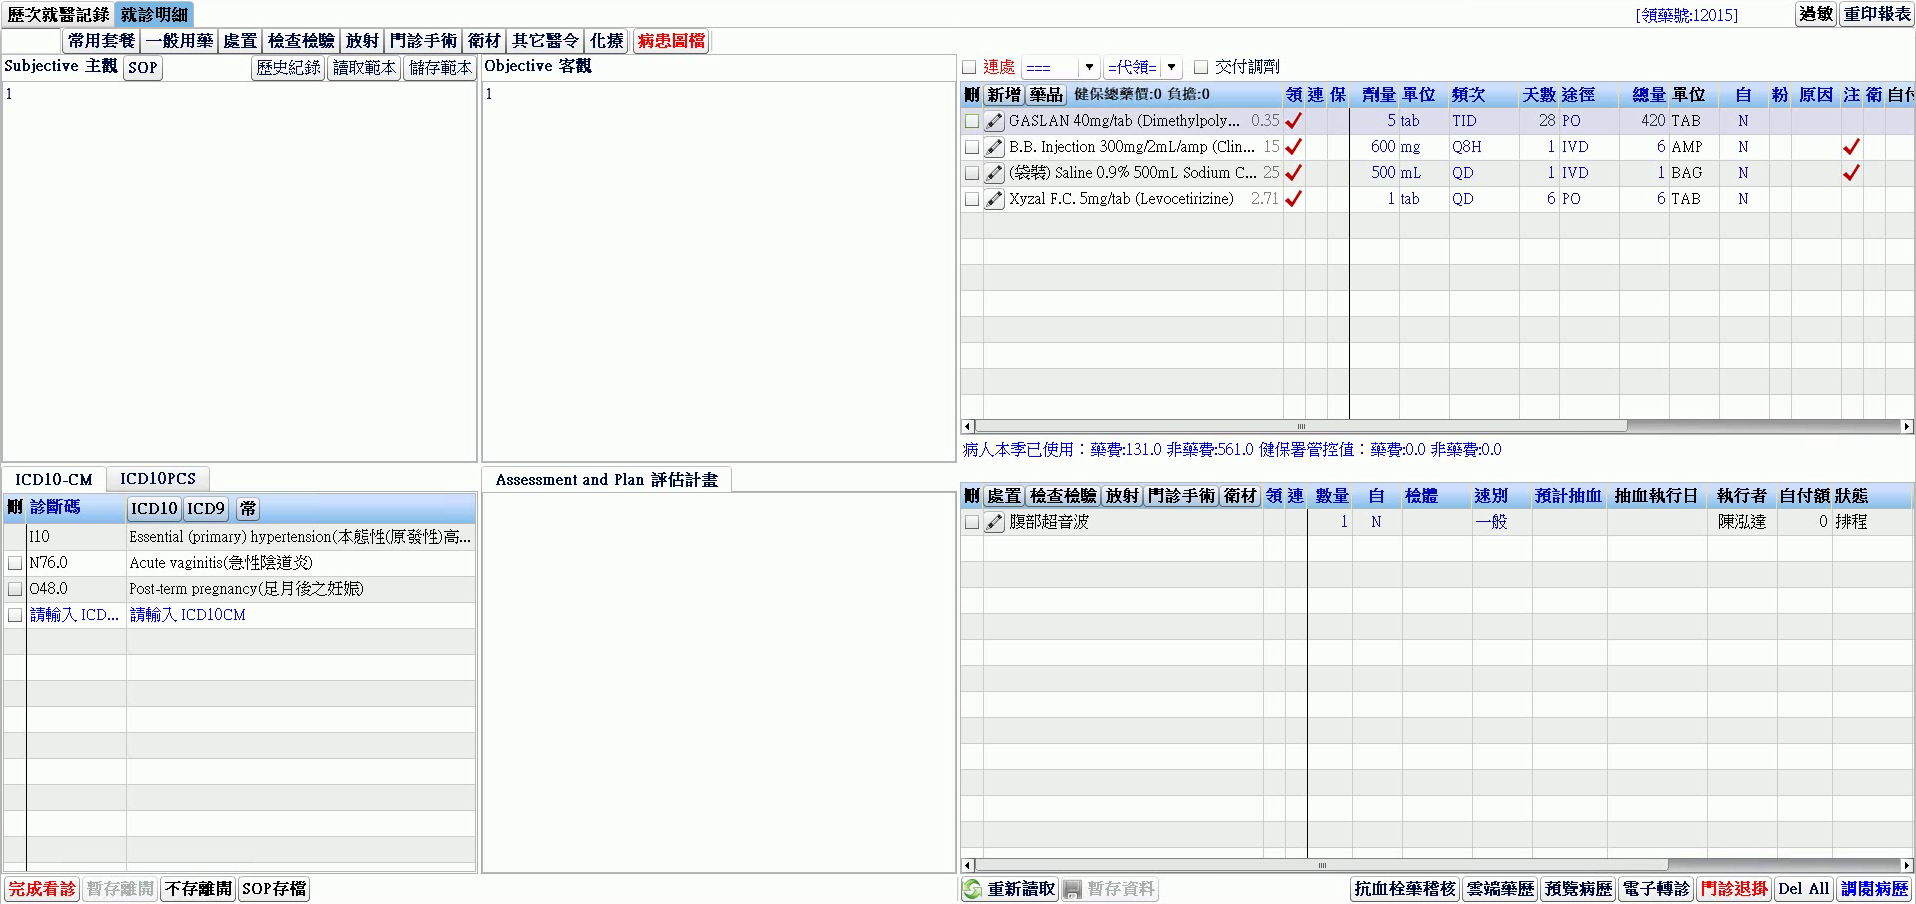 歷次就醫記錄 就診明細 [領藥號:12015] 過敏 重印報表
常用套餐 一般用藥 處置 檢查檢驗 放射 門診手術 衛材 其它醫令 化療 病患圖檔
Subjective 主觀 SOP 歷史紀錄 讀取範本 儲存範本
1
Objective 客觀
1
連處 === =代領= 交付調劑
刪 新增 藥品 健保總藥價:0 負擔:0 領 連 保 劑量 單位 頻次 天數 途徑 總量 單位 自 粉 原因 注 衛 自付
GASLAN 40mg/tab (Dimethylpoly... 0.35 5 tab TID 28 PO 420 TAB N
B.B. Injection 300mg/2mL/amp (Clin... 15 600 mg Q8H 1 IVD 6 AMP N
(袋裝) Saline 0.9% 500mL Sodium C... 25 500 mL QD 1 IVD 1 BAG N
Xyzal F.C. 5mg/tab (Levocetirizine) 2.71 1 tab QD 6 PO 6 TAB N
病人本季已使用：藥費:131.0 非藥費:561.0 健保署管控值：藥費:0.0 非藥費:0.0
ICD10-CM ICD10PCS
刪 診斷碼 ICD10 ICD9 常
I10 Essential (primary) hypertension(本態性(原發性)高...
N76.0 Acute vaginitis(急性陰道炎)
O48.0 Post-term pregnancy(足月後之妊娠)
請輸入 ICD... 請輸入 ICD10CM
Assessment and Plan 評估計畫
刪 處置 檢查檢驗 放射 門診手術 衛材 領 連 數量 自 檢體 速別 預計抽血 抽血執行日 執行者 自付額 狀態
腹部超音波 1 N 一般 陳泓達 0 排程
完成看診 暫存離開 不存離開 SOP存檔
重新讀取 暫存資料 抗血栓藥稽核 雲端藥歷 預覽病歷 電子轉診 門診退掛 Del All 調閱病歷